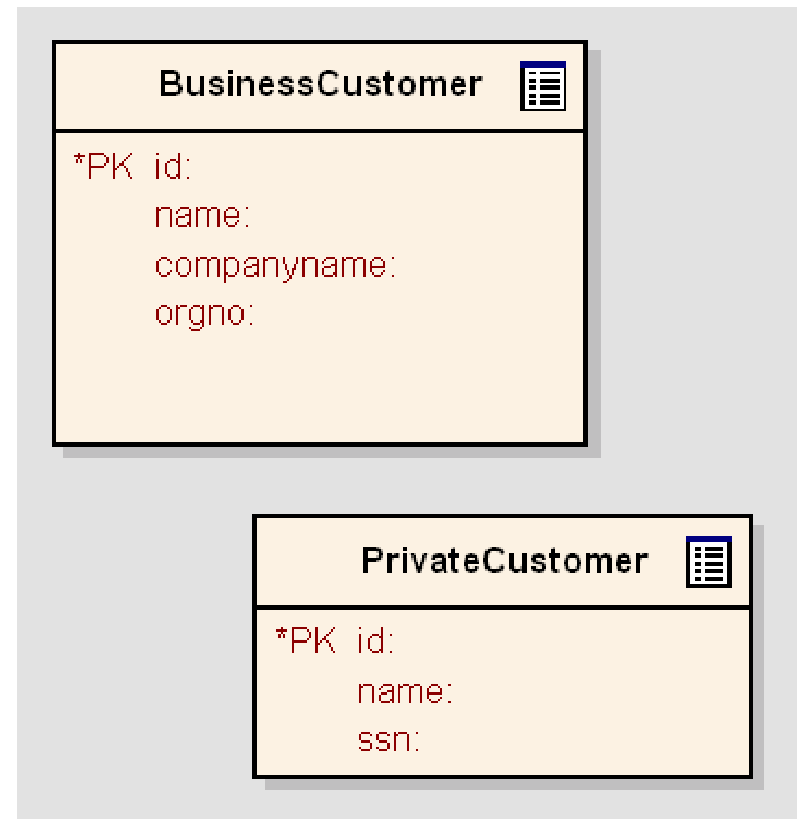 BusinessCustomer
*PK id:
name:
companyname:
orgno:
PrivateCustomer
*PK id:
name:
ssn: